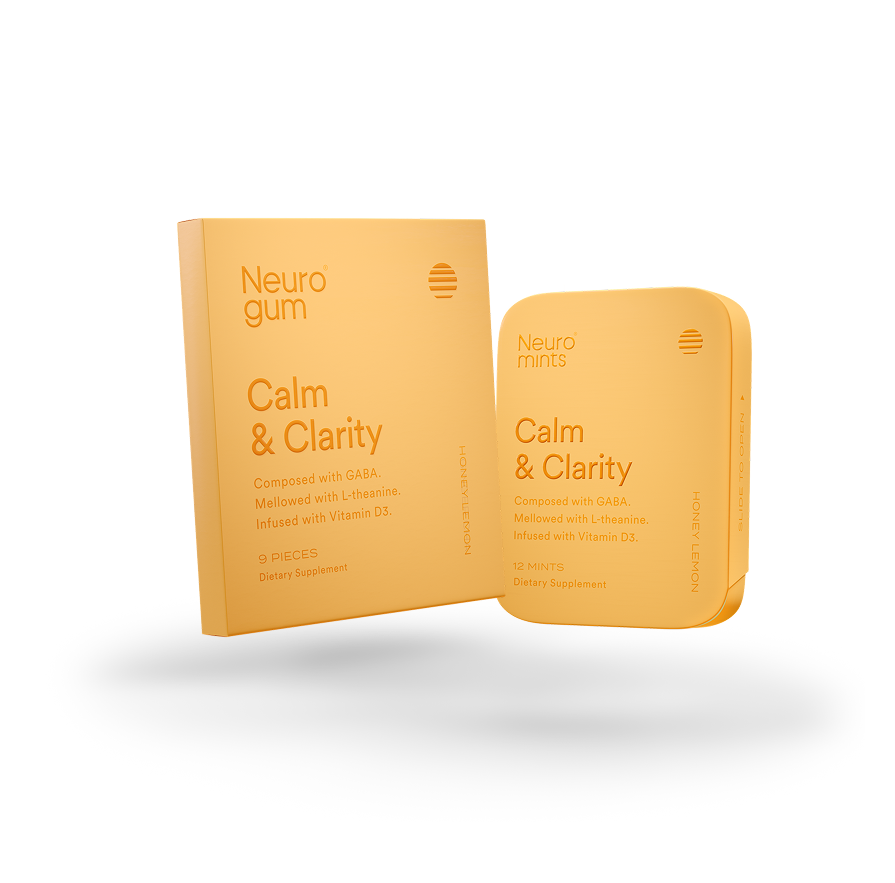 Neuro®
gum
Calm
& Clarity
Composed with GABA.
Mellowed with L-theanine.
Infused with Vitamin D3.
9 PIECES
Dietary Supplement
HONEY LEMON
Neuro®
mints
Calm
& Clarity
Composed with GABA.
Mellowed with L-theanine.
Infused with Vitamin D3.
12 MINTS
Dietary Supplement
HONEY LEMON
SLIDE TO OPEN